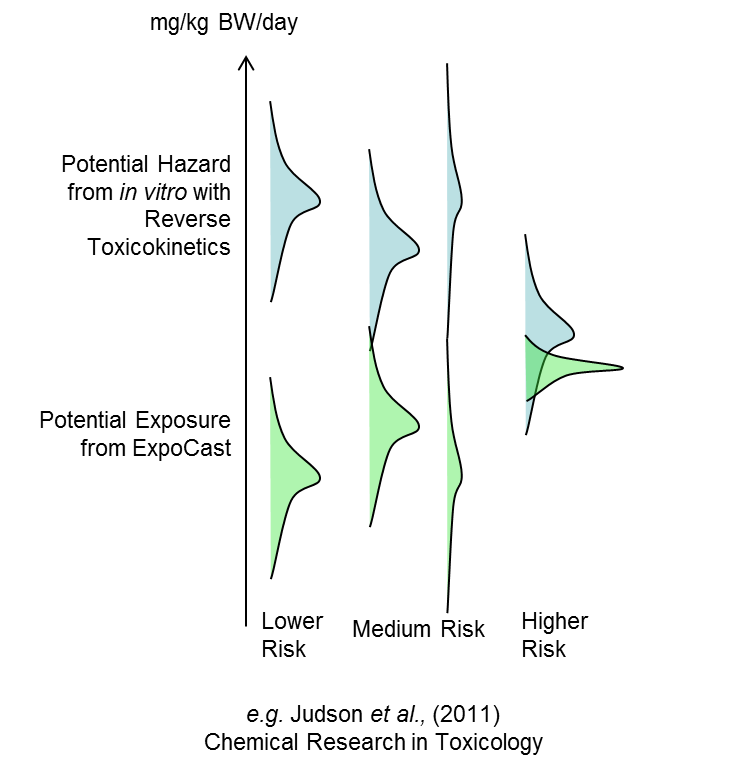 mg/kg BW/day
Potential Hazard
from in vitro with
Reverse
Toxicokinetics
Potential Exposure
from ExpoCast
Lower
Risk
Medium Risk
Higher
Risk
e.g. Judson et al., (2011)
Chemical Research in Toxicology